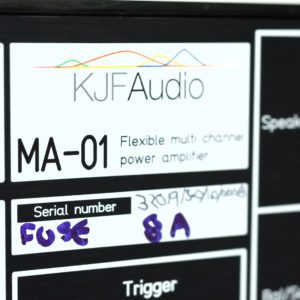 KJFAudio
MA-01
Flexible multi channel
power amplifier
Serial number
FUSE 8A
Trigger